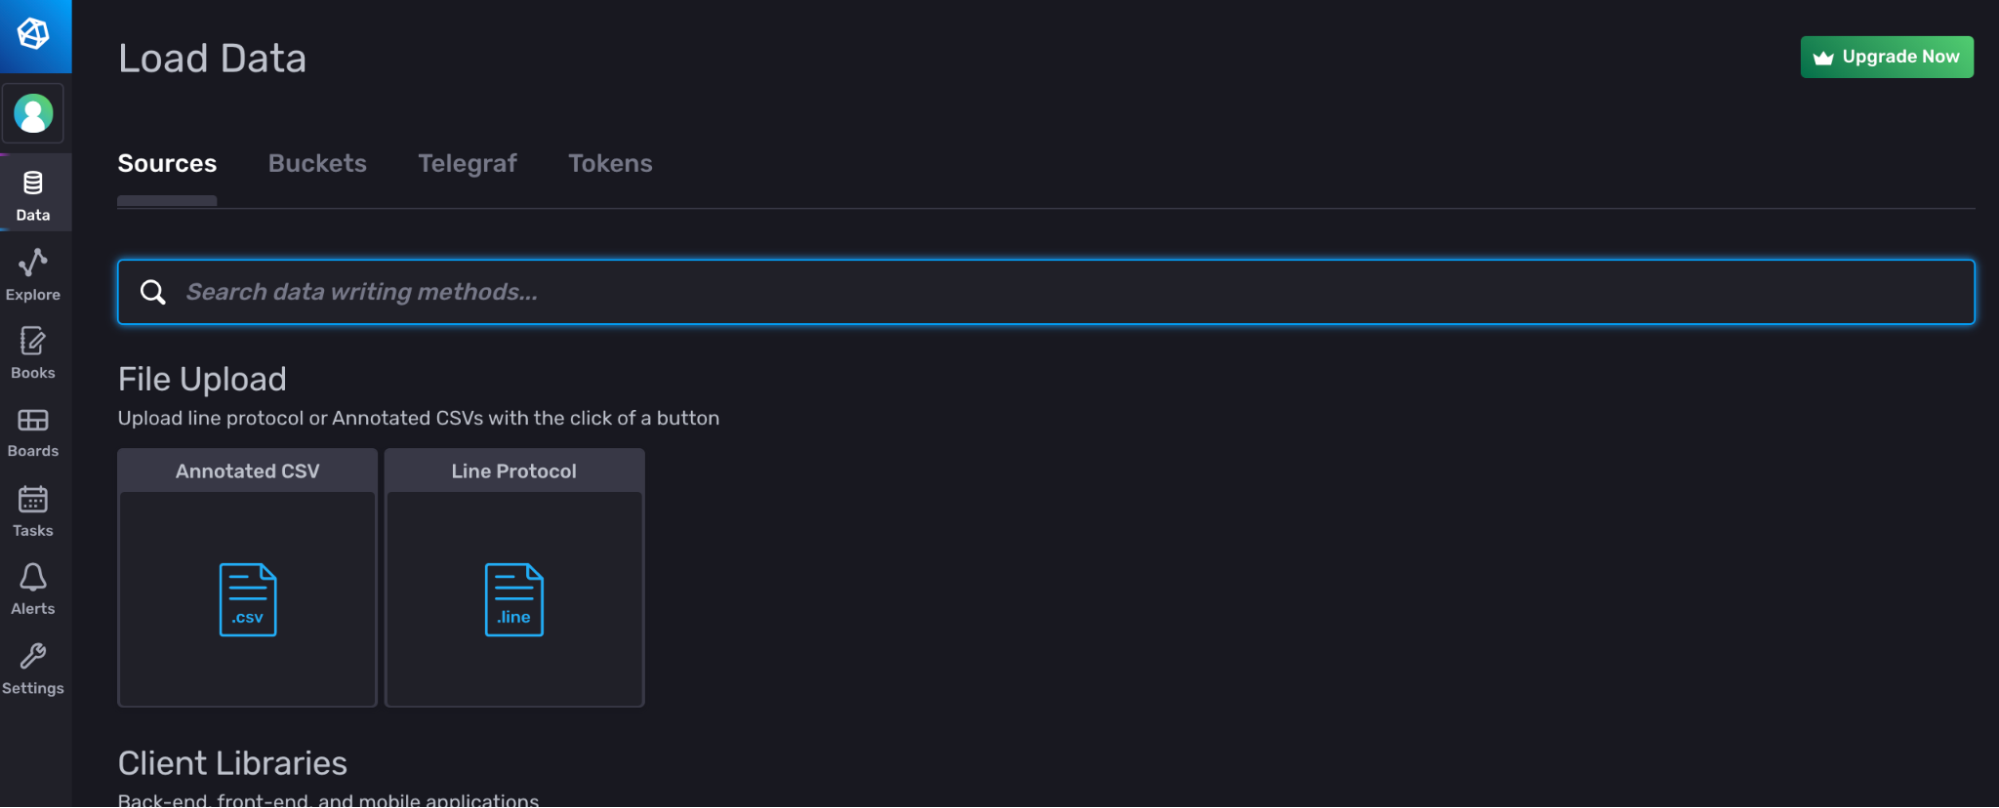 Load Data
Upgrade Now
Sources Buckets Telegraf Tokens
Data
Explore
Books
Boards
Tasks
Alerts
Settings
Search data writing methods...
File Upload
Upload line protocol or Annotated CSVs with the click of a button
Annotated CSV
.csv
Line Protocol
.line
Client Libraries
Back-end, front-end, and mobile applications